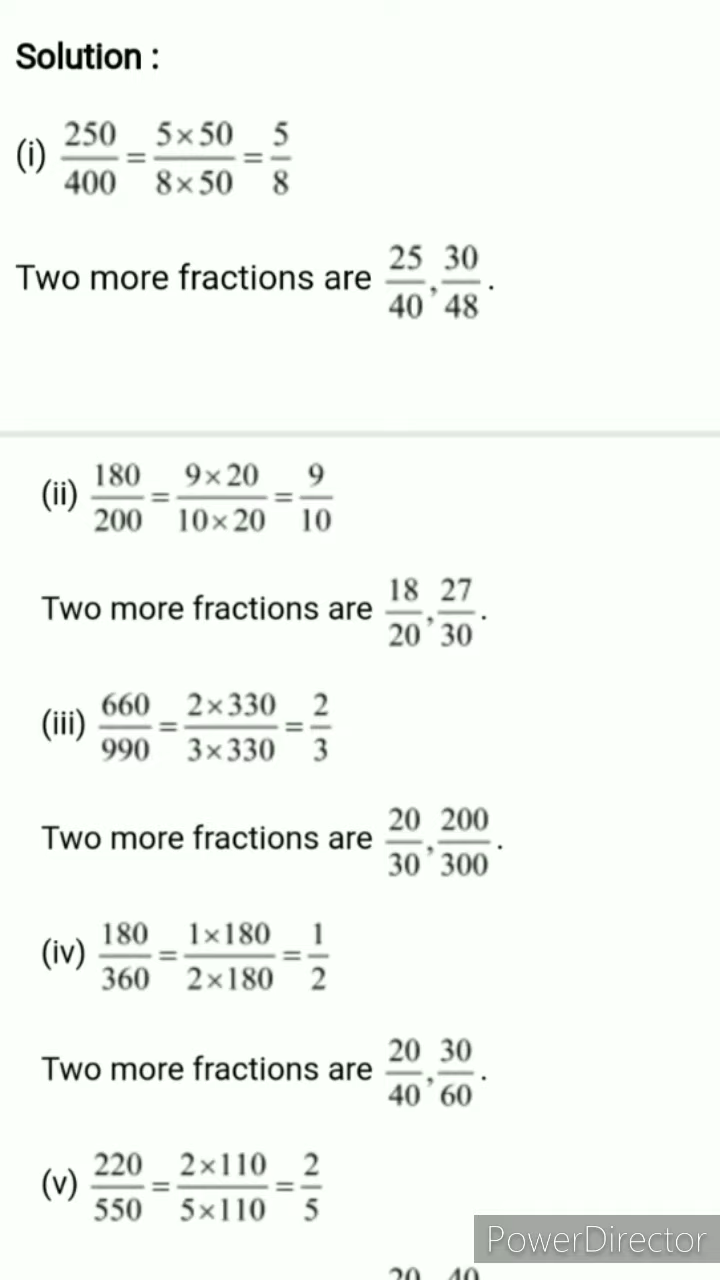 Solution :
(i) 250/400 = 5×50/8×50 = 5/8
Two more fractions are 25/40, 30/48.
(ii) 180/200 = 9×20/10×20 = 9/10
Two more fractions are 18/20, 27/30.
(iii) 660/990 = 2×330/3×330 = 2/3
Two more fractions are 20/30, 200/300.
(iv) 180/360 = 1×180/2×180 = 1/2
Two more fractions are 20/40, 30/60.
(v) 220/550 = 2×110/5×110 = 2/5
PowerDirector